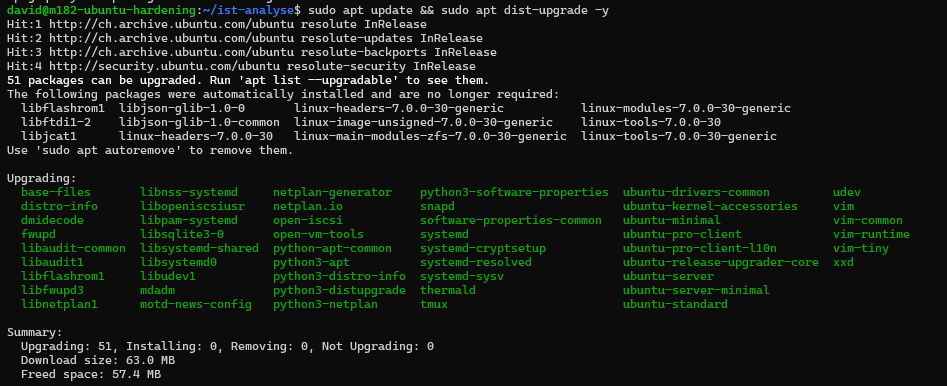 david@m182-ubuntu-hardening:~/ist-analyse$ sudo apt update && sudo apt dist-upgrade -y
Hit:1 http://ch.archive.ubuntu.com/ubuntu resolute InRelease
Hit:2 http://ch.archive.ubuntu.com/ubuntu resolute-updates InRelease
Hit:3 http://ch.archive.ubuntu.com/ubuntu resolute-backports InRelease
Hit:4 http://security.ubuntu.com/ubuntu resolute-security InRelease
51 packages can be upgraded. Run 'apt list --upgradable' to see them.
The following packages were automatically installed and are no longer required:
  libflashrom1  libjson-glib-1.0-0       linux-headers-7.0.0-30-generic           linux-modules-7.0.0-30-generic
  libftdi1-2    libjson-glib-1.0-common  linux-image-unsigned-7.0.0-30-generic    linux-tools-7.0.0-30
  libjcat1      linux-headers-7.0.0-30   linux-main-modules-zfs-7.0.0-30-generic  linux-tools-7.0.0-30-generic
Use 'sudo apt autoremove' to remove them.

Upgrading:
  base-files       libnss-systemd     netplan-generator    python3-software-properties  ubuntu-drivers-common         udev
  distro-info      libopeniscsiusr    netplan.io           snapd                        ubuntu-kernel-accessories     vim
  dmidecode        libpam-systemd     open-iscsi           software-properties-common   ubuntu-minimal                vim-common
  fwupd            libsqlite3-0       open-vm-tools        systemd                      ubuntu-pro-client             vim-runtime
  libaudit-common  libsystemd-shared  python-apt-common    systemd-cryptsetup           ubuntu-pro-client-l10n        vim-tiny
  libaudit1        libsystemd0        python3-apt          systemd-resolved             ubuntu-release-upgrader-core  xxd
  libflashrom1     libudev1           python3-distro-info  systemd-sysv                 ubuntu-server
  libfwupd3        mdadm              python3-distupgrade  thermald                     ubuntu-server-minimal
  libnetplan1      motd-news-config   python3-netplan      tmux                         ubuntu-standard

Summary:
  Upgrading: 51, Installing: 0, Removing: 0, Not Upgrading: 0
  Download size: 63.0 MB
  Freed space: 57.4 MB